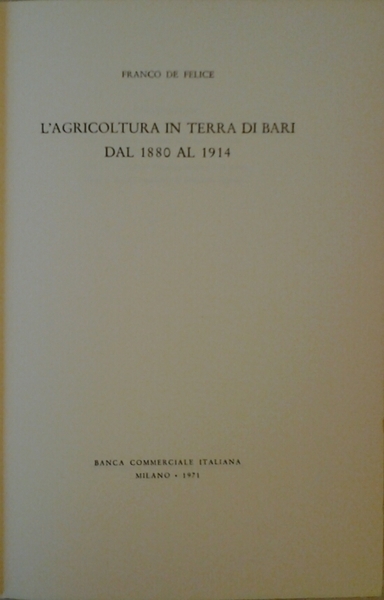 FRANCO DE FELICE
L'AGRICOLTURA IN TERRA DI BARI
DAL 1880 AL 1914
BANCA COMMERCIALE ITALIANA
MILANO • 1971